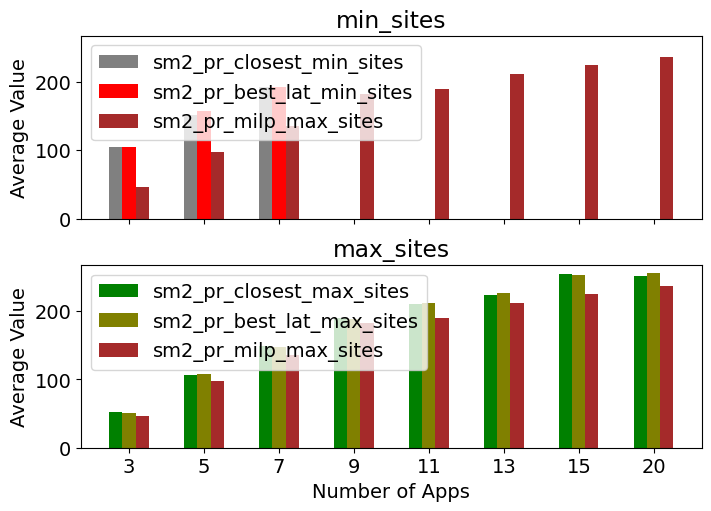 min_sites
Average Value
200
100
0
sm2_pr_closest_min_sites
sm2_pr_best_lat_min_sites
sm2_pr_milp_max_sites
max_sites
Average Value
200
100
0
sm2_pr_closest_max_sites
sm2_pr_best_lat_max_sites
sm2_pr_milp_max_sites
3 5 7 9 11 13 15 20
Number of Apps